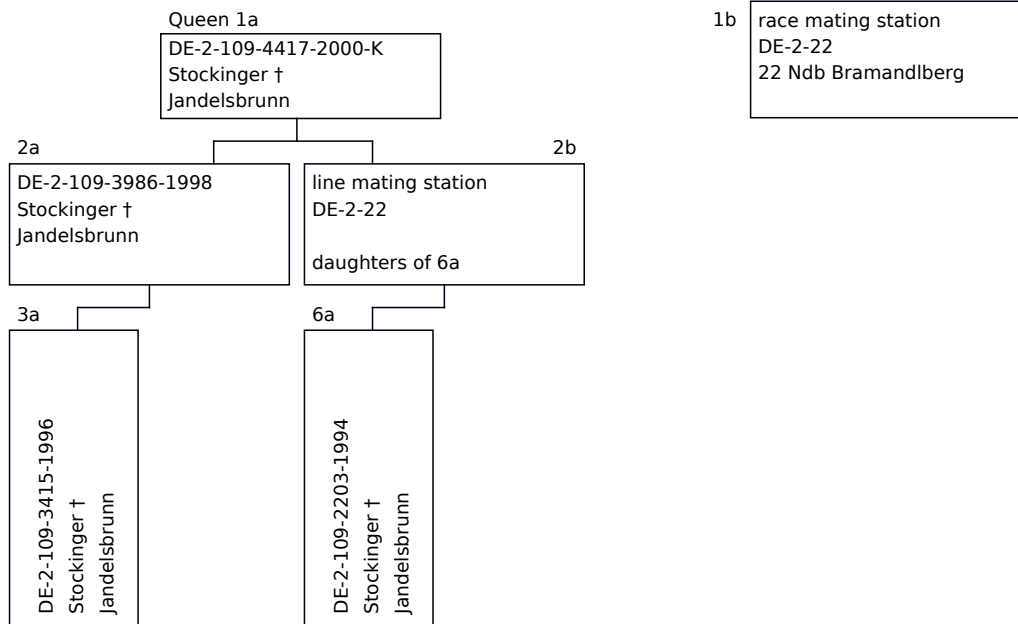 Queen 1a
DE-2-109-4417-2000-K
Stockinger †
Jandelsbrunn
1b
race mating station
DE-2-22
22 Ndb Bramandlberg
2a
DE-2-109-3986-1998
Stockinger †
Jandelsbrunn
2b
line mating station
DE-2-22
daughters of 6a
3a
DE-2-109-3415-1996
Stockinger †
Jandelsbrunn
6a
DE-2-109-2203-1994
Stockinger †
Jandelsbrunn